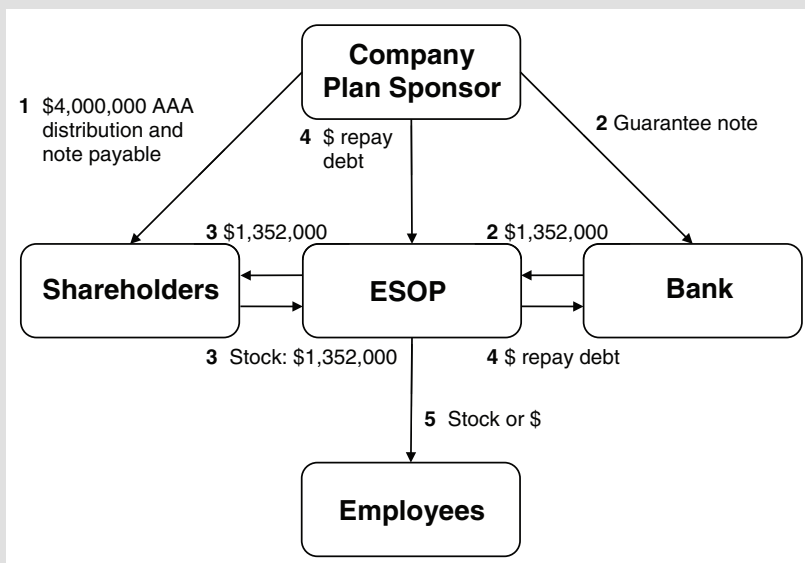 Company
Plan Sponsor
1 $4,000,000 AAA
distribution and
note payable
4 $ repay
debt
2 Guarantee note
3 $1,352,000
2 $1,352,000
Shareholders
ESOP
Bank
3 Stock: $1,352,000
4 $ repay debt
5 Stock or $
Employees